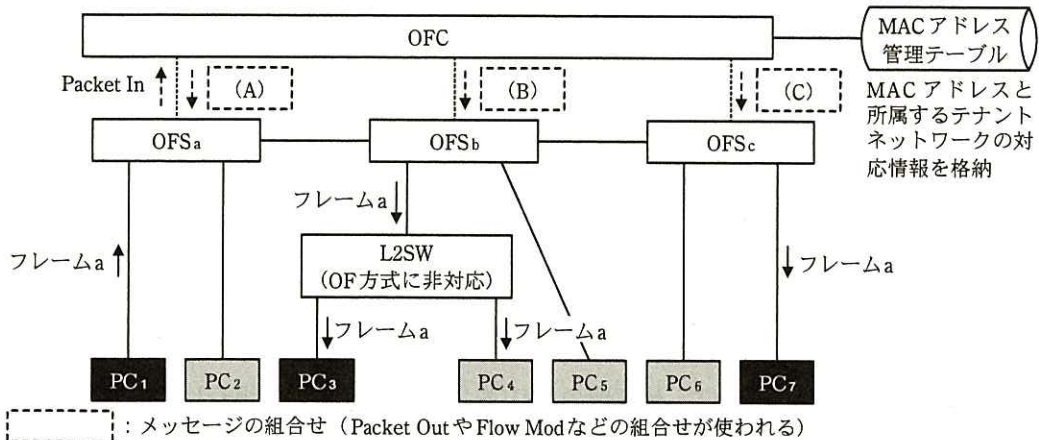 OFC
MACアドレス
管理テーブル
Packet In
(A)
(B)
(C)
MACアドレスと
所属するテナント
ネットワークの対
応情報を格納
OFSa
OFSb
OFSc
フレームa
L2SW
(OF方式に非対応)
フレームa
フレームa
フレームa
フレームa
PC1
PC2
PC3
PC4
PC5
PC6
PC7
:メッセージの組合せ(Packet OutやFlow Modなどの組合せが使われる)